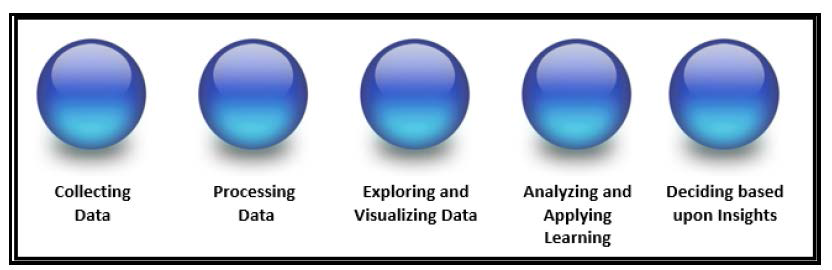 Collecting
Data
Processing
Data
Exploring and
Visualizing Data
Analyzing and
Applying
Learning
Deciding based
upon Insights